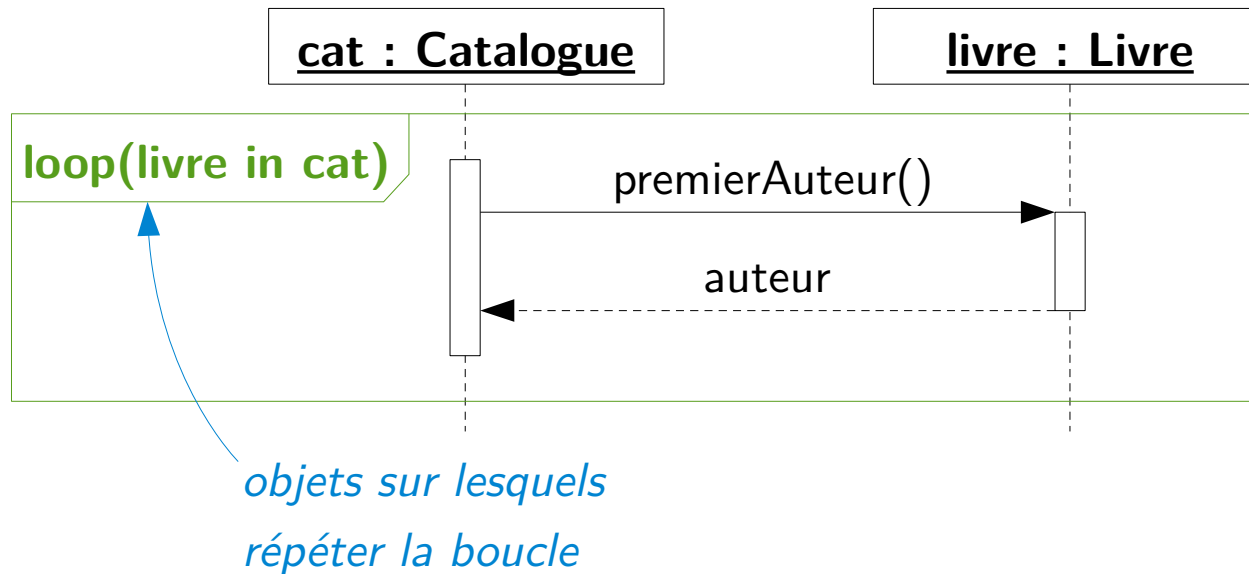 cat : Catalogue
livre : Livre
loop(livre in cat)
premierAuteur()
auteur
objets sur lesquels
répéter la boucle